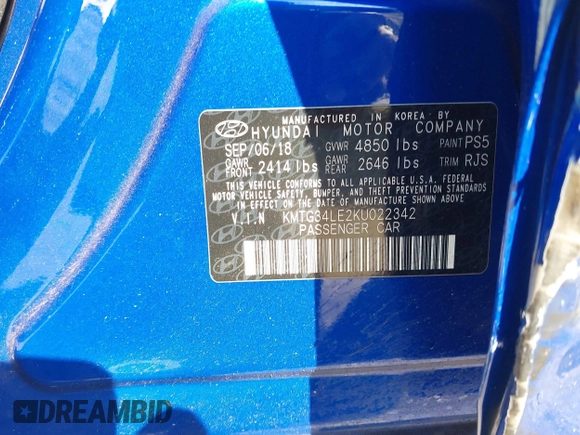 MANUFACTURED IN KOREA BY
HYUNDAI MOTOR COMPANY
SEP/06/18 GVWR 4850 lbs PAINT PS5
GAWR FRONT 2414 lbs GAWR REAR 2646 lbs TRIM RJS
THIS VEHICLE CONFORMS TO ALL APPLICABLE U.S.A. FEDERAL
MOTOR VEHICLE SAFETY, BUMPER, AND THEFT PREVENTION STANDARDS
IN EFFECT ON THE DATE OF MANUFACTURE SHOWN ABOVE.
V.I.N KMTG34LE2KU022342
PASSENGER CAR
DREAMBID